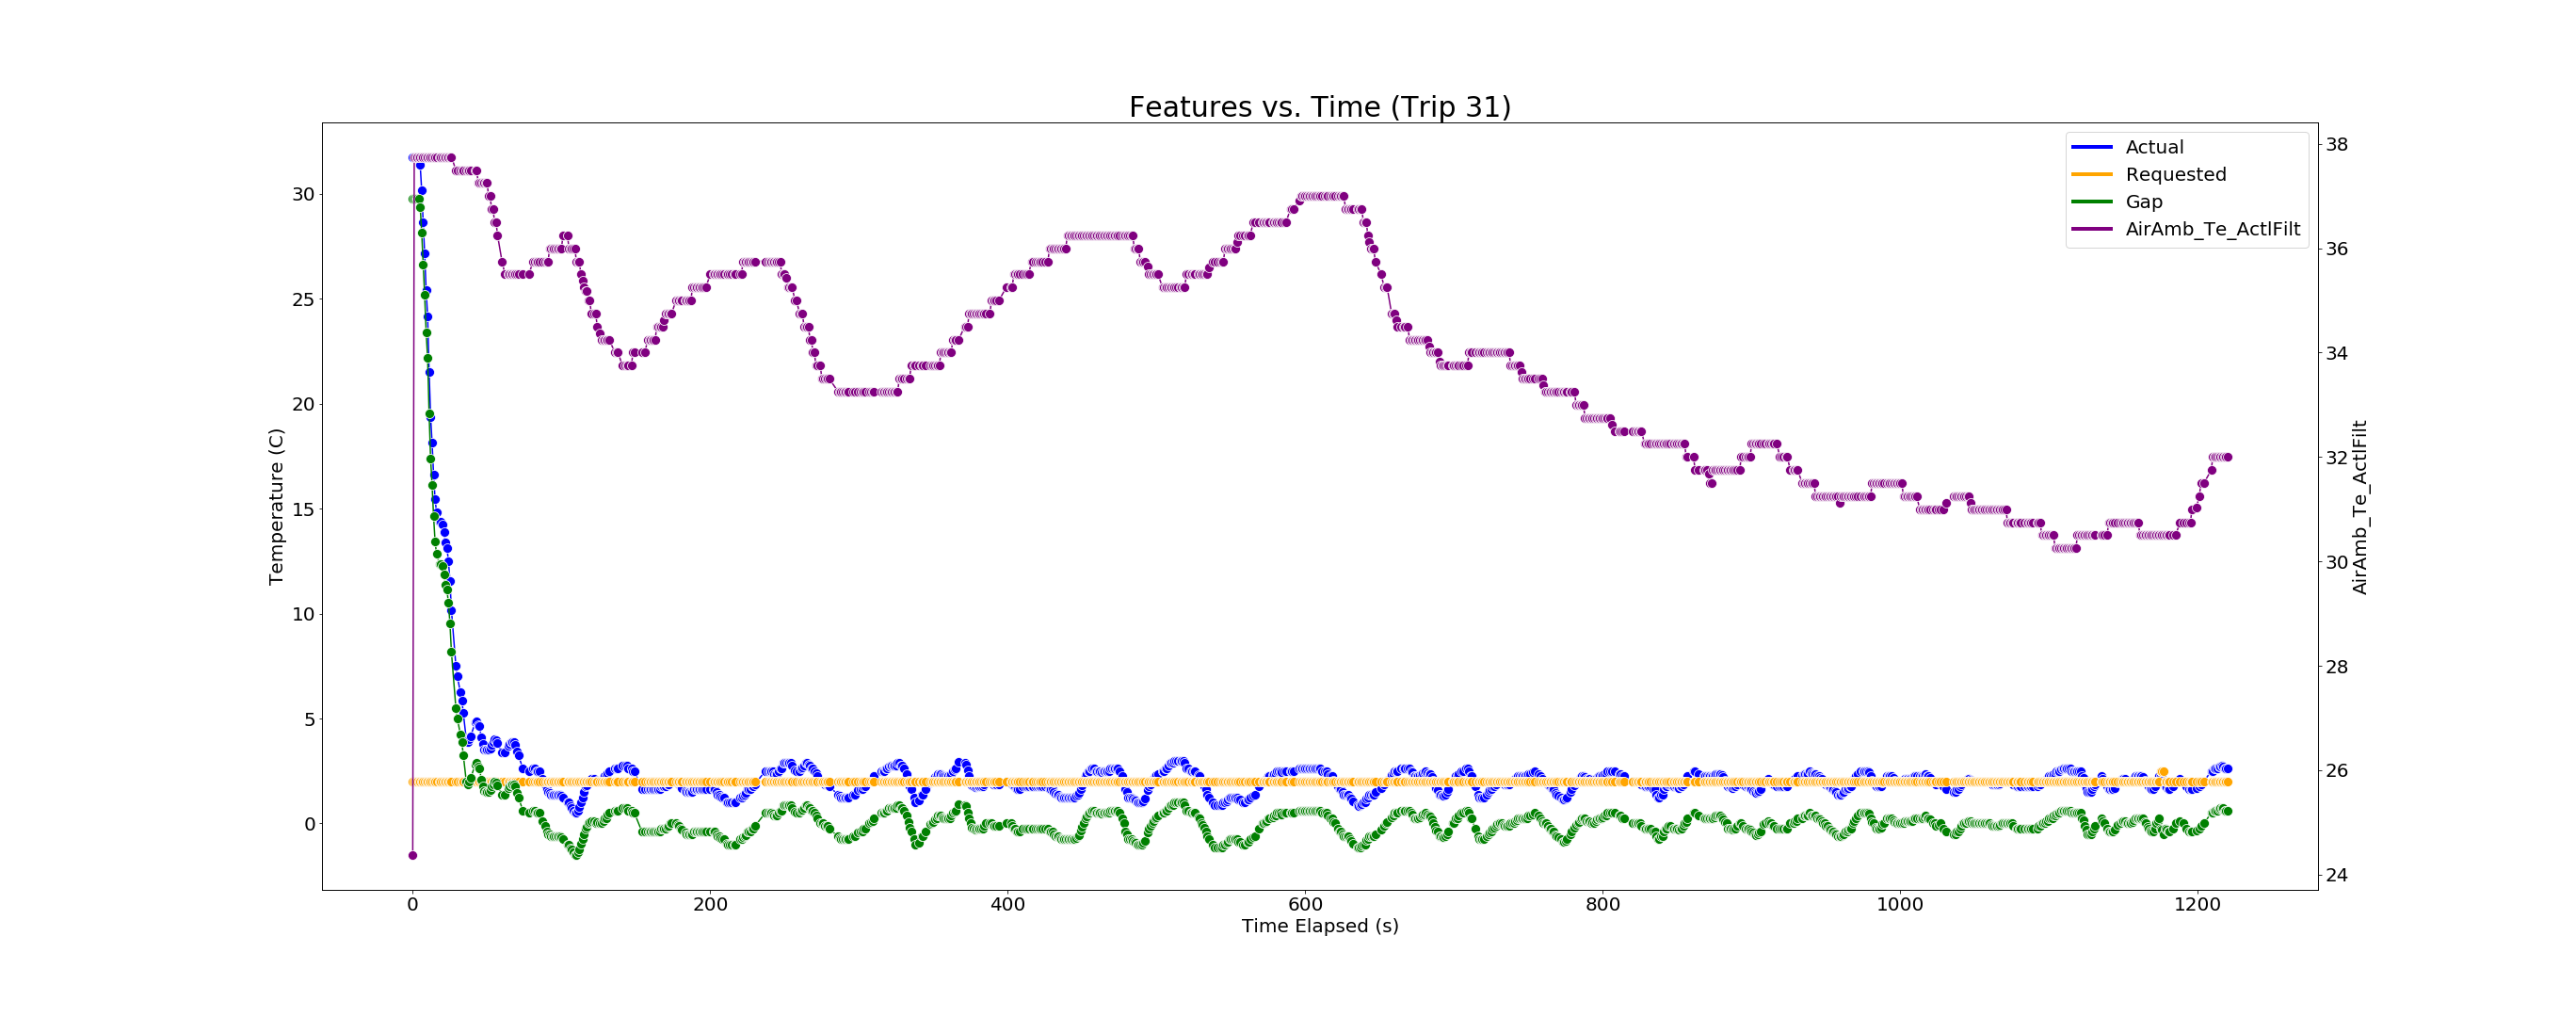 Features vs. Time (Trip 31)
Actual
Requested
Gap
AirAmb_Te_ActlFilt
Temperature (C)
30
25
20
15
10
5
0
38
36
34
32
30
28
26
24
AirAmb_Te_ActlFilt
0 200 400 600 800 1000 1200
Time Elapsed (s)